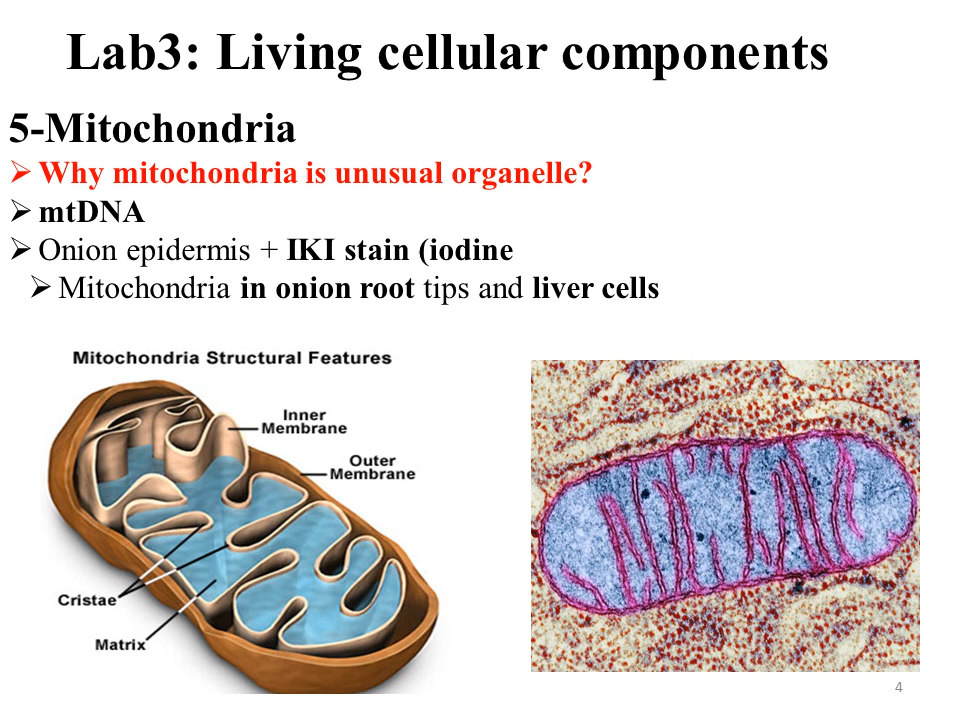 Lab3: Living cellular components
5-Mitochondria
➢ Why mitochondria is unusual organelle?
➢ mtDNA
➢ Onion epidermis + IKI stain (iodine
➢ Mitochondria in onion root tips and liver cells
Mitochondria Structural Features
Inner
Membrane
Outer
Membrane
Cristae
Matrix
4